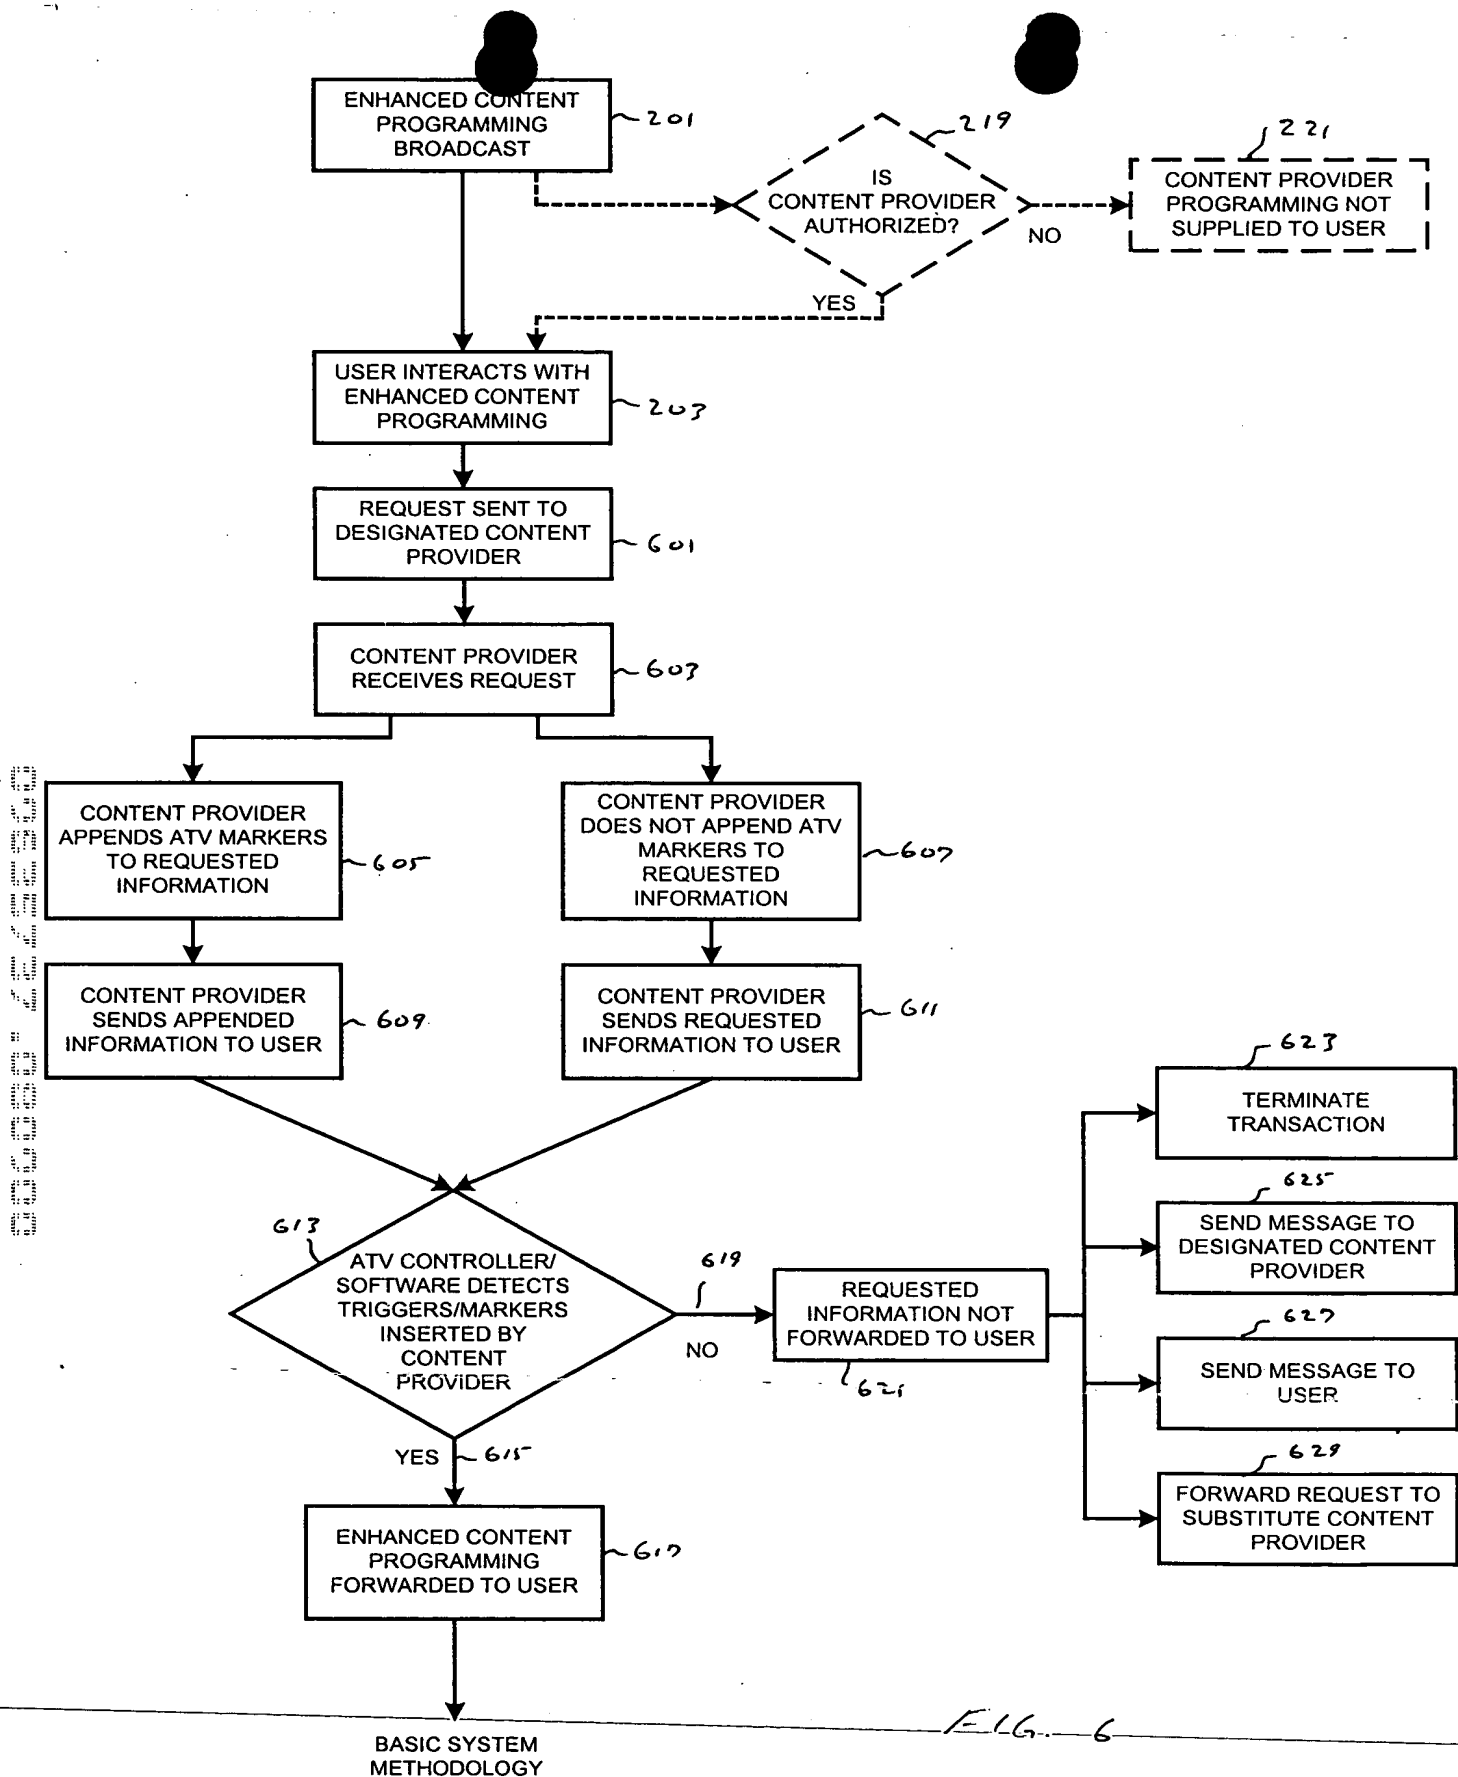 ENHANCED CONTENT
PROGRAMMING
BROADCAST
201
219
IS
CONTENT PROVIDER
AUTHORIZED?
NO
YES
221
CONTENT PROVIDER
PROGRAMMING NOT
SUPPLIED TO USER
USER INTERACTS WITH
ENHANCED CONTENT
PROGRAMMING
203
REQUEST SENT TO
DESIGNATED CONTENT
PROVIDER
601
CONTENT PROVIDER
RECEIVES REQUEST
603
CONTENT PROVIDER
APPENDS ATV MARKERS
TO REQUESTED
INFORMATION
605
CONTENT PROVIDER
DOES NOT APPEND ATV
MARKERS TO
REQUESTED
INFORMATION
607
CONTENT PROVIDER
SENDS APPENDED
INFORMATION TO USER
609
CONTENT PROVIDER
SENDS REQUESTED
INFORMATION TO USER
611
613
ATV CONTROLLER/
SOFTWARE DETECTS
TRIGGERS/MARKERS
INSERTED BY
CONTENT
PROVIDER
619
NO
REQUESTED
INFORMATION NOT
FORWARDED TO USER
621
623
TERMINATE
TRANSACTION
625
SEND MESSAGE TO
DESIGNATED CONTENT
PROVIDER
627
SEND MESSAGE TO
USER
629
FORWARD REQUEST TO
SUBSTITUTE CONTENT
PROVIDER
YES
615
ENHANCED CONTENT
PROGRAMMING
FORWARDED TO USER
617
BASIC SYSTEM
METHODOLOGY
FIG. 6